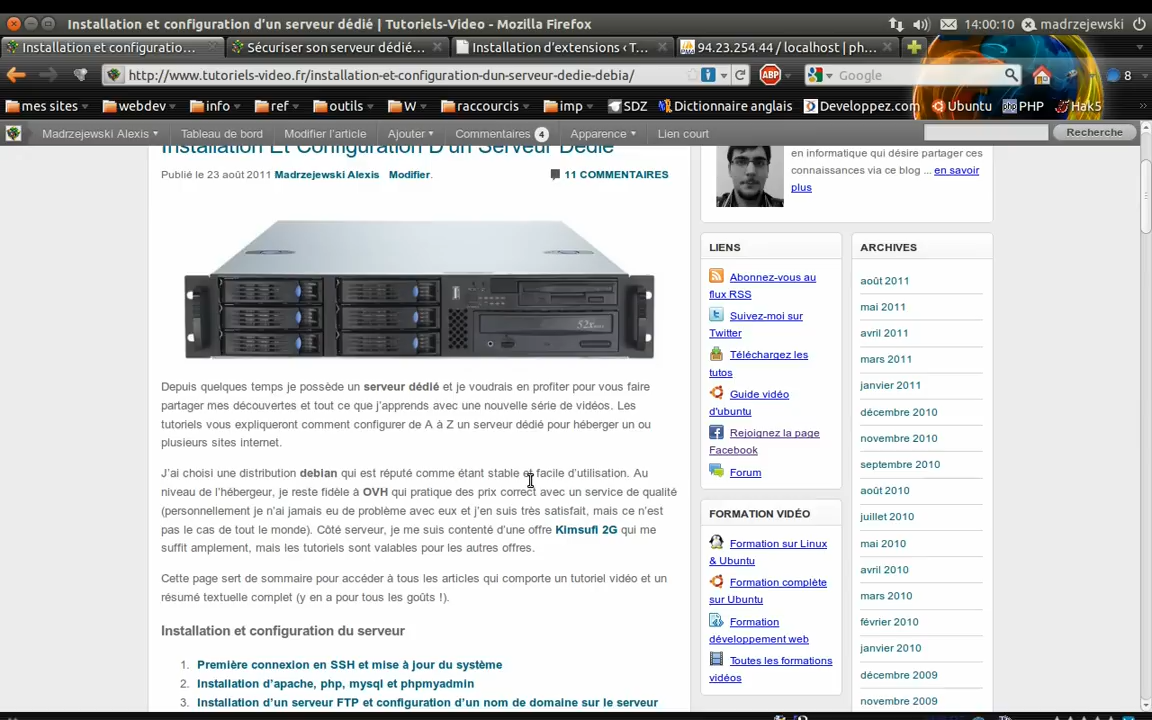 Installation et configuration d'un serveur dédié | Tutoriels-Video - Mozilla Firefox
14:00:10
madrzejewski
Installation et configuratio...
Sécuriser son serveur dédié...
Installation d'extensions ‹ T...
94.23.254.44 / localhost | ph...
http://www.tutoriels-video.fr/installation-et-configuration-dun-serveur-dedie-debia/
ABP
Google
8
mes sites
webdev
info
ref
outils
W
raccourcis
imp
SDZ
Dictionnaire anglais
Developpez.com
Ubuntu
PHP
Hak5
Madrzejewski Alexis
Tableau de bord
Modifier l'article
Ajouter
Commentaires 4
Apparence
Lien court
Recherche
Installation Et Configuration D'un Serveur Dédié
Publié le 23 août 2011 Madrzejewski Alexis Modifier.
11 COMMENTAIRES
52x
Depuis quelques temps je possède un serveur dédié et je voudrais en profiter pour vous faire
partager mes découvertes et tout ce que j'apprends avec une nouvelle série de vidéos. Les
tutoriels vous expliqueront comment configurer de A à Z un serveur dédié pour héberger un ou
plusieurs sites internet.
J'ai choisi une distribution debian qui est réputé comme étant stable et facile d'utilisation. Au
niveau de l'hébergeur, je reste fidèle à OVH qui pratique des prix correct avec un service de qualité
(personnellement je n'ai jamais eu de problème avec eux et j'en suis très satisfait, mais ce n'est
pas le cas de tout le monde). Côté serveur, je me suis contenté d'une offre Kimsufi 2G qui me
suffit amplement, mais les tutoriels sont valables pour les autres offres.
Cette page sert de sommaire pour accéder à tous les articles qui comporte un tutoriel vidéo et un
résumé textuelle complet (y en a pour tous les goûts !).
Installation et configuration du serveur
1. Première connexion en SSH et mise à jour du système
2. Installation d'apache, php, mysql et phpmyadmin
3. Installation d'un serveur FTP et configuration d'un nom de domaine sur le serveur
en informatique qui désire partager ces
connaissances via ce blog ... en savoir
plus
LIENS
Abonnez-vous au
flux RSS
Suivez-moi sur
Twitter
Téléchargez les
tutos
Guide vidéo
d'ubuntu
Rejoignez la page
Facebook
Forum
FORMATION VIDÉO
Formation sur Linux
& Ubuntu
Formation complète
sur Ubuntu
Formation
développement web
Toutes les formations
vidéos
ARCHIVES
août 2011
mai 2011
avril 2011
mars 2011
janvier 2011
décembre 2010
novembre 2010
septembre 2010
août 2010
juillet 2010
mai 2010
avril 2010
mars 2010
février 2010
janvier 2010
décembre 2009
novembre 2009